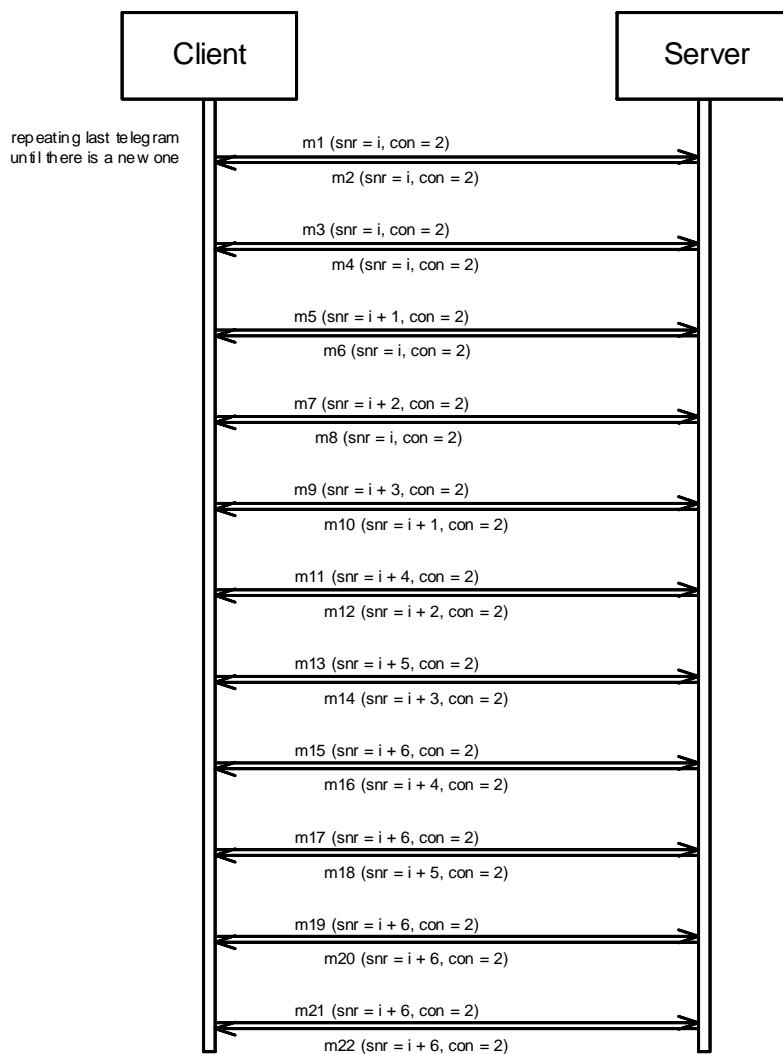 Client
Server
repeating last telegram
until there is a new one
m1 (snr = i, con = 2)
m2 (snr = i, con = 2)
m3 (snr = i, con = 2)
m4 (snr = i, con = 2)
m5 (snr = i + 1, con = 2)
m6 (snr = i, con = 2)
m7 (snr = i + 2, con = 2)
m8 (snr = i, con = 2)
m9 (snr = i + 3, con = 2)
m10 (snr = i + 1, con = 2)
m11 (snr = i + 4, con = 2)
m12 (snr = i + 2, con = 2)
m13 (snr = i + 5, con = 2)
m14 (snr = i + 3, con = 2)
m15 (snr = i + 6, con = 2)
m16 (snr = i + 4, con = 2)
m17 (snr = i + 6, con = 2)
m18 (snr = i + 5, con = 2)
m19 (snr = i + 6, con = 2)
m20 (snr = i + 6, con = 2)
m21 (snr = i + 6, con = 2)
m22 (snr = i + 6, con = 2)